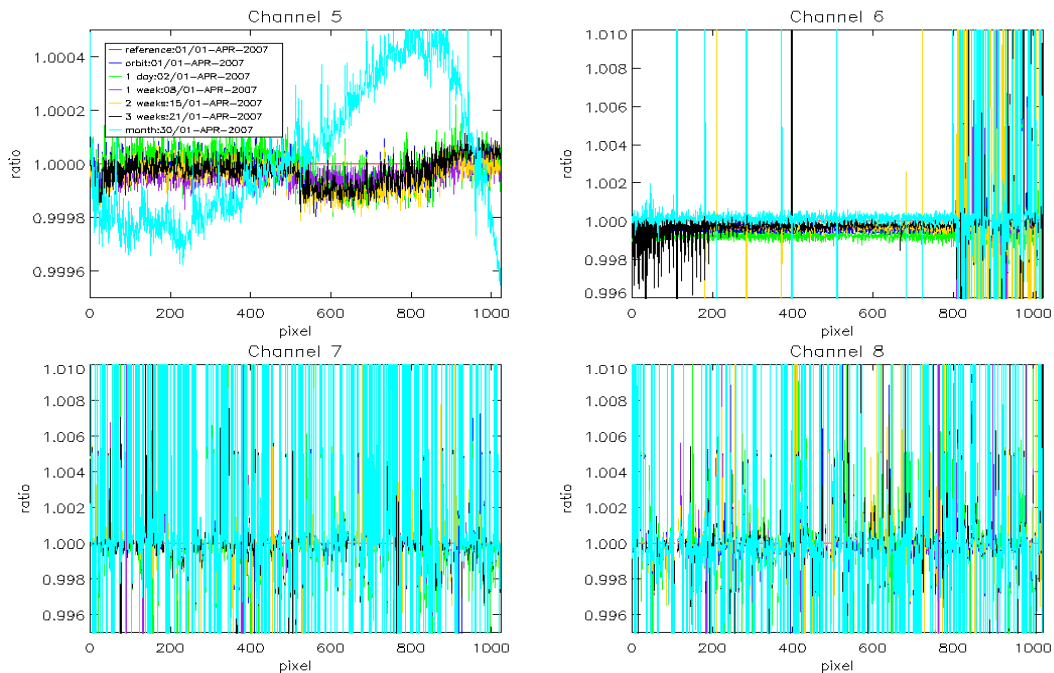 Channel 5
1.0004
1.0002
1.0000
0.9998
0.9996
ratio
reference:01/01-APR-2007
orbit:01/01-APR-2007
1 day:02/01-APR-2007
1 week:08/01-APR-2007
2 weeks:15/01-APR-2007
3 weeks:21/01-APR-2007
month:30/01-APR-2007
0 200 400 600 800 1000
pixel
Channel 6
1.010
1.008
1.006
1.004
1.002
1.000
0.998
0.996
ratio
0 200 400 600 800 1000
pixel
Channel 7
1.010
1.008
1.006
1.004
1.002
1.000
0.998
0.996
ratio
0 200 400 600 800 1000
pixel
Channel 8
1.010
1.008
1.006
1.004
1.002
1.000
0.998
0.996
ratio
0 200 400 600 800 1000
pixel